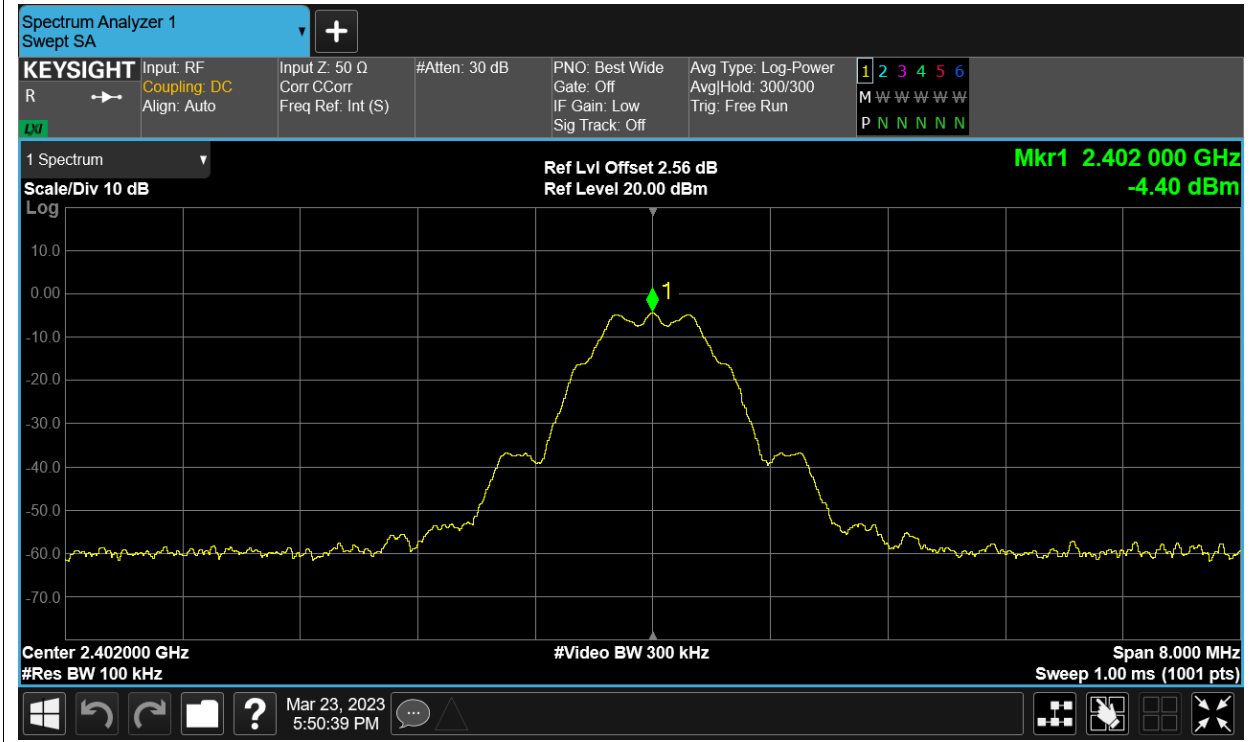 Spectrum Analyzer 1
Swept SA
+
KEYSIGHT
R
LXI
Input: RF
Coupling: DC
Align: Auto
Input Z: 50 Ω
Corr CCorr
Freq Ref: Int (S)
#Atten: 30 dB
PNO: Best Wide
Gate: Off
IF Gain: Low
Sig Track: Off
Avg Type: Log-Power
Avg|Hold: 300/300
Trig: Free Run
1 2 3 4 5 6
M W W W W W
P N N N N N
1 Spectrum
Scale/Div 10 dB
Log
Ref Lvl Offset 2.56 dB
Ref Level 20.00 dBm
Mkr1 2.402 000 GHz
-4.40 dBm
10.0
0.00
-10.0
-20.0
-30.0
-40.0
-50.0
-60.0
-70.0
1
Center 2.402000 GHz
#Res BW 100 kHz
#Video BW 300 kHz
Span 8.000 MHz
Sweep 1.00 ms (1001 pts)
?
Mar 23, 2023
5:50:39 PM